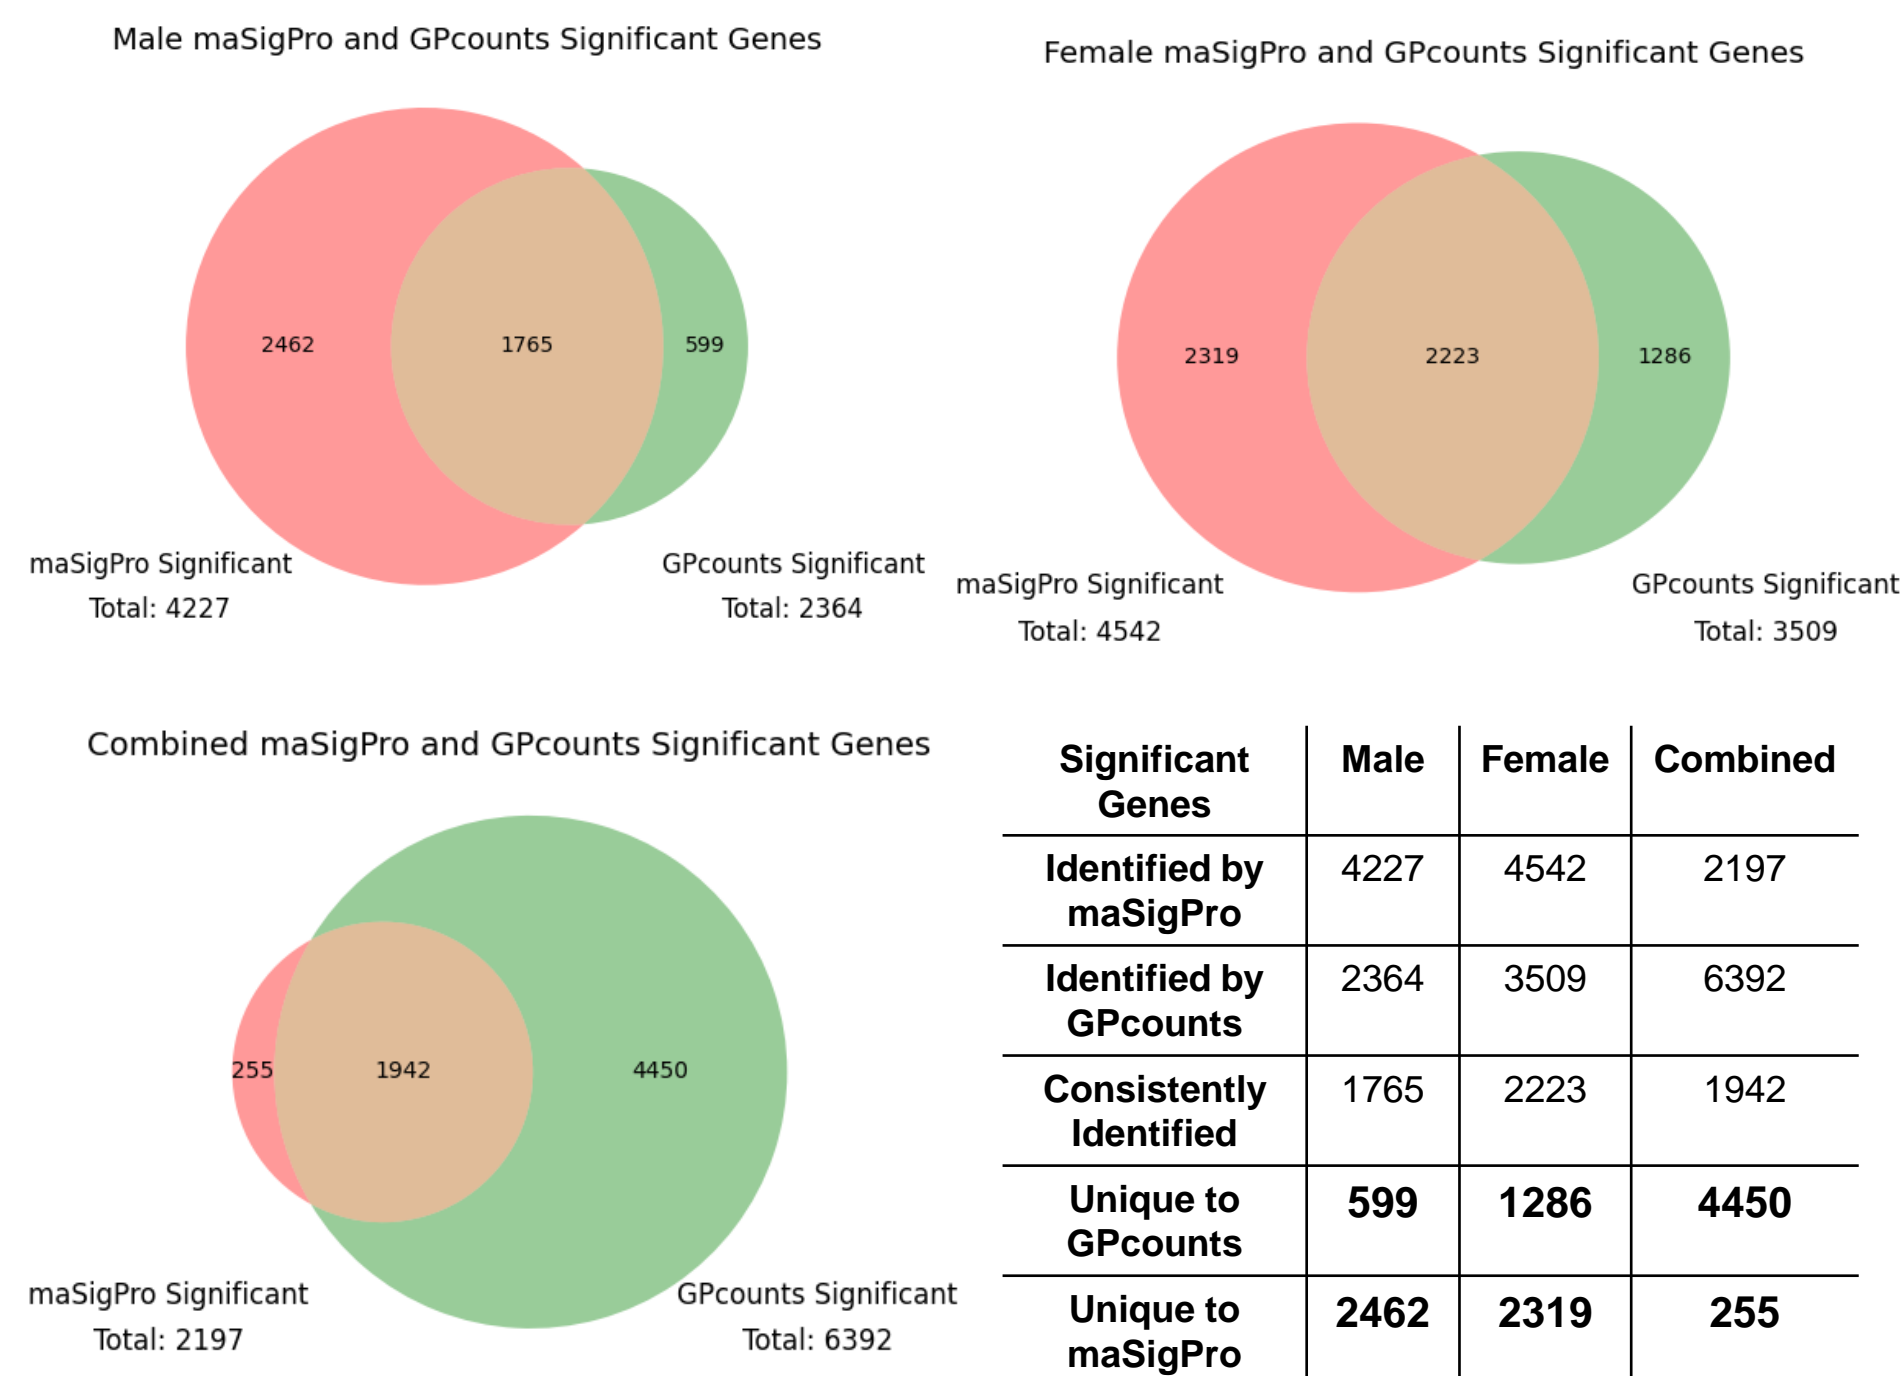 Male maSigPro and GPcounts Significant Genes
2462
1765
599
maSigPro Significant
Total: 4227
GPcounts Significant
Total: 2364
Female maSigPro and GPcounts Significant Genes
2319
2223
1286
maSigPro Significant
Total: 4542
GPcounts Significant
Total: 3509
Combined maSigPro and GPcounts Significant Genes
255
1942
4450
maSigPro Significant
Total: 2197
GPcounts Significant
Total: 6392
Significant Genes Male Female Combined
Identified by maSigPro 4227 4542 2197
Identified by GPcounts 2364 3509 6392
Consistently Identified 1765 2223 1942
Unique to GPcounts 599 1286 4450
Unique to maSigPro 2462 2319 255